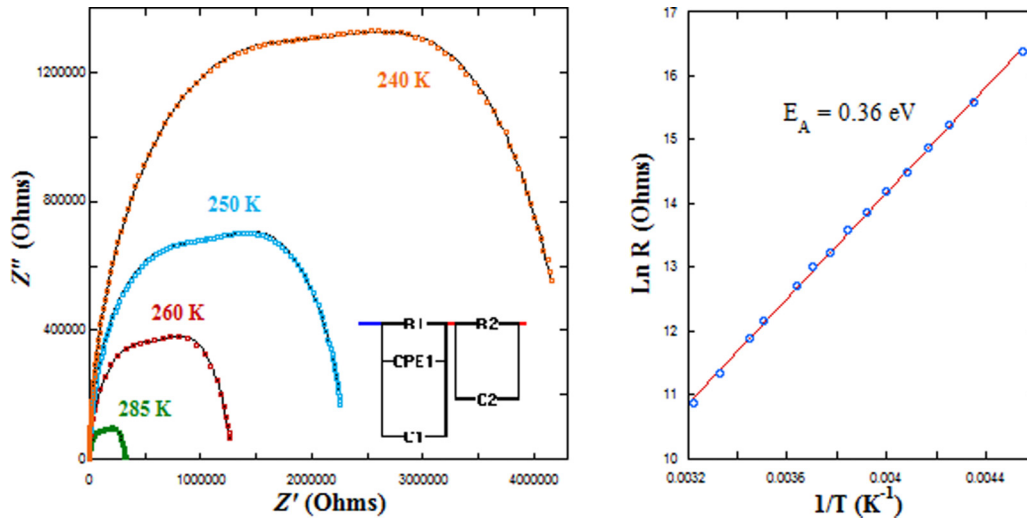 Z″ (Ohms)
1200000
800000
400000
0
240 K
250 K
260 K
285 K
R1
R2
CPE1
C2
C1
0
1000000
2000000
3000000
4000000
Z′ (Ohms)
Ln R (Ohms)
17
16
15
14
13
12
11
10
E_A = 0.36 eV
0.0032
0.0036
0.004
0.0044
1/T (K⁻¹)